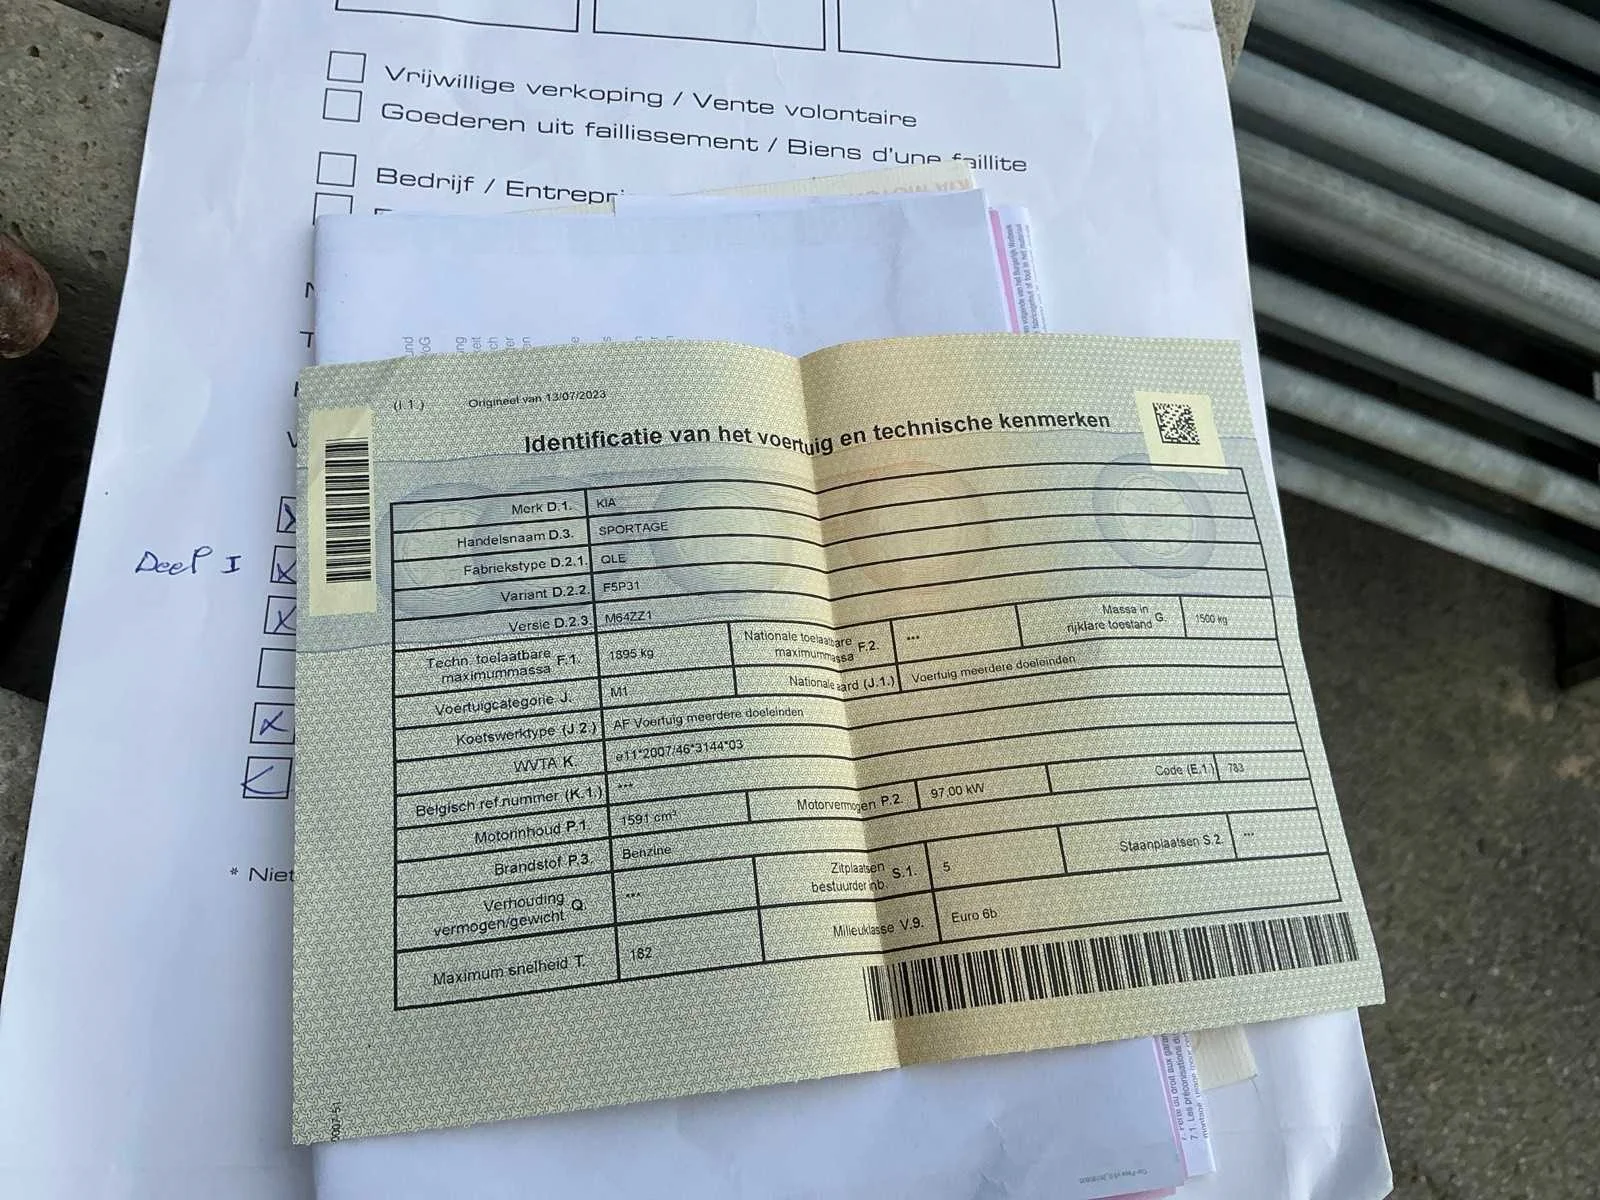 Vrijwillige verkoping / Vente volontaire
Goederen uit faillissement / Biens d'une faillite
Bedrijf / Entrepri
Deel I
* Niet
(I.1.)
Origineel van 13/07/2023
Identificatie van het voertuig en technische kenmerken
Merk D.1. KIA
Handelsnaam D.3. SPORTAGE
Fabriekstype D.2.1. QLE
Variant D.2.2. F5P31
Versie D.2.3. M64ZZ1
Techn. toelaatbare maximummassa F.1. 1895 kg Nationale toelaatbare maximummassa F.2. *** Massa in rijklare toestand G. 1500 kg
Voertuigcategorie J. M1 Nationale aard (J.1.) Voertuig meerdere doeleinden
Koetswerktype (J.2.) AF Voertuig meerdere doeleinden
WVTA K. e11*2007/46*3144*03
Belgisch ref.nummer (K.1.) ***
Motorinhoud P.1. 1591 cm³ Motorvermogen P.2. 97,00 kW Code (E.1.) 783
Brandstof P.3. Benzine
Verhouding vermogen/gewicht Q. *** Zitplaatsen bestuurder inb. S.1. 5 Staanplaatsen S.2. ***
Maximum snelheid T. 182 Milieuklasse V.9. Euro 6b